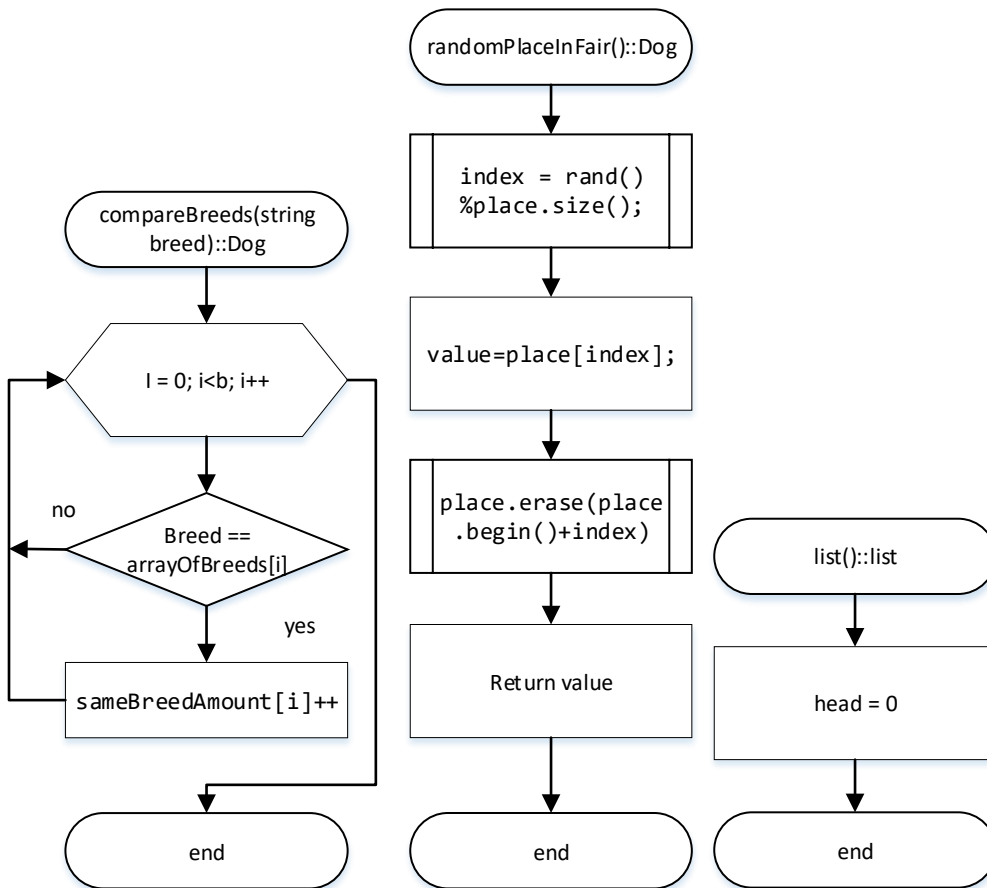 compareBreeds(string
breed)::Dog
I = 0; i<b; i++
no
Breed ==
arrayOfBreeds[i]
yes
sameBreedAmount[i]++
end
randomPlaceInFair()::Dog
index = rand()
%place.size();
value=place[index];
place.erase(place
.begin()+index)
Return value
end
list()::list
head = 0
end